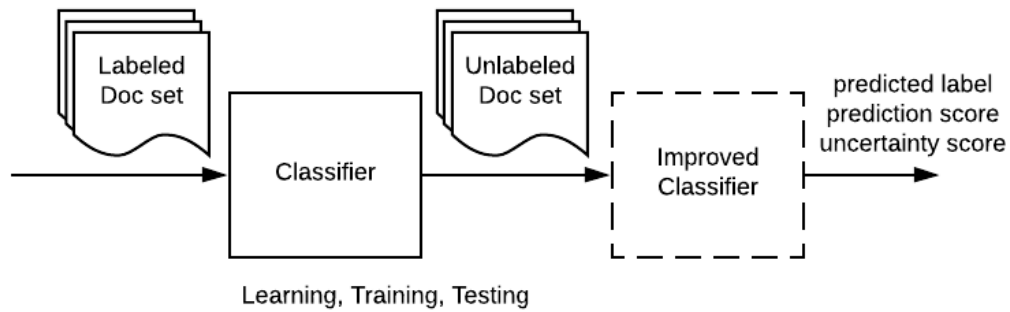 Labeled
Doc set
Unlabeled
Doc set
predicted label
prediction score
uncertainty score
Classifier
Improved
Classifier
Learning, Training, Testing